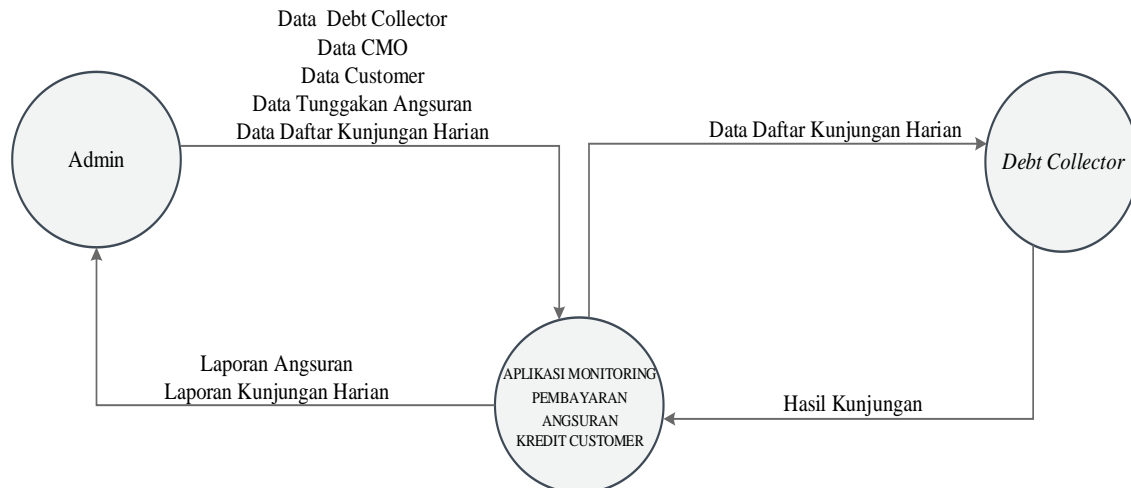 Data Debt Collector
Data CMO
Data Customer
Data Tunggakan Angsuran
Data Daftar Kunjungan Harian
Admin
Data Daftar Kunjungan Harian
Debt Collector
Laporan Angsuran
Laporan Kunjungan Harian
APLIKASI MONITORING
PEMBAYARAN
ANGSURAN
KREDIT CUSTOMER
Hasil Kunjungan